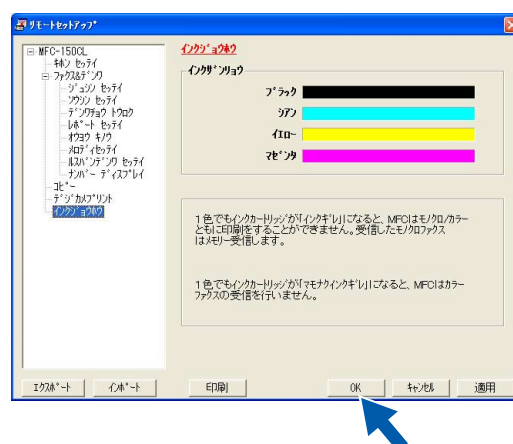 リモートセットアップ
MFC-150CL
キホン セッテイ
ファクス&デンワ
ジュシン セッテイ
ソウシン セッテイ
デンワチョウ トウロク
レポート セッテイ
オウヨウ キノウ
メロディセッテイ
ルスバンデンワ セッテイ
ナンバー ディスプレイ
コピー
デジカメプリント
インクジョウホウ
インクジョウホウ
インクザンリョウ
ブラック
シアン
イエロー
マゼンタ
1色でもインクカートリッジが「インクギレ」になると、MFCはモノクロ/カラー
ともに印刷をすることができません。受信したモノクロファクス
はメモリー受信します。
1色でもインクカートリッジが「マモナクインクギレ」になると、MFCはカラー
ファクスの受信を行いません。
エクスポート
インポート
印刷
OK
キャンセル
適用